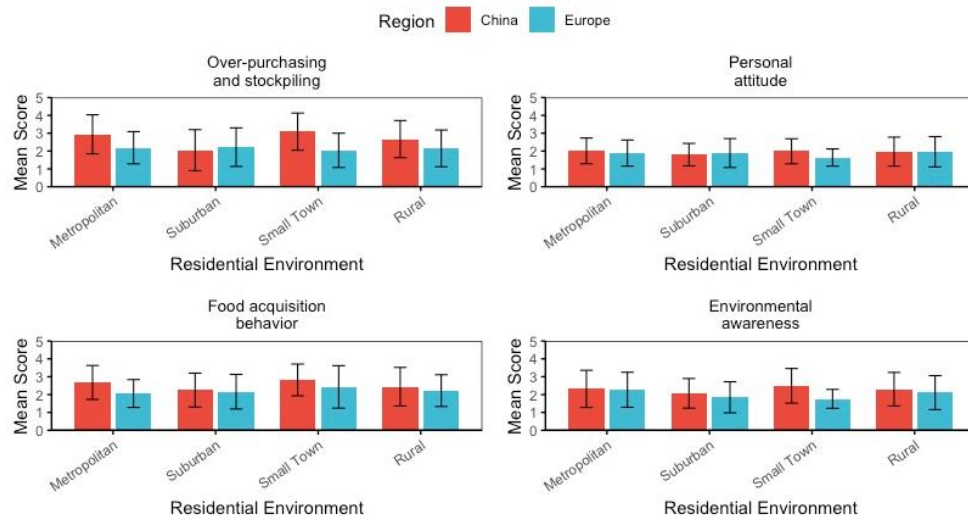 Region China Europe
Over-purchasing
and stockpiling
Mean Score
5
4
3
2
1
0
Metropolitan
Suburban
Small Town
Rural
Residential Environment
Personal
attitude
Mean Score
5
4
3
2
1
0
Metropolitan
Suburban
Small Town
Rural
Residential Environment
Food acquisition
behavior
Mean Score
5
4
3
2
1
0
Metropolitan
Suburban
Small Town
Rural
Residential Environment
Environmental
awareness
Mean Score
5
4
3
2
1
0
Metropolitan
Suburban
Small Town
Rural
Residential Environment